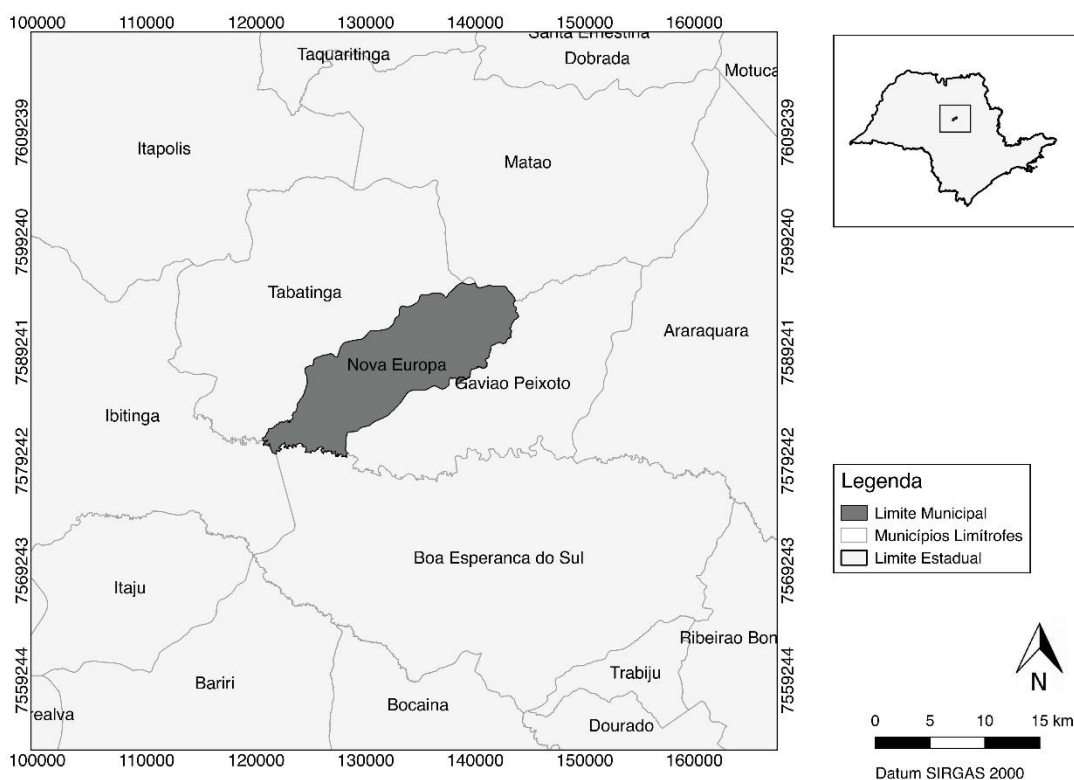 100000 110000 120000 130000 140000 150000 160000
Santa Ernestina
Taquaritinga
Dobrada
Motuca
7609239
7609239
Itapolis
Matao
7599240
7599240
Tabatinga
7589241
7589241
Araraquara
Nova Europa
Gaviao Peixoto
Ibitinga
7579242
7579242
Legenda
Limite Municipal
Municípios Limítrofes
Limite Estadual
Boa Esperanca do Sul
7569243
7569243
Itaju
Ribeirao Bon
Trabiju
7559244
7559244
Bariri
Bocaina
N
realva
Dourado
0 5 10 15 km
100000 110000 120000 130000 140000 150000 160000
Datum SIRGAS 2000